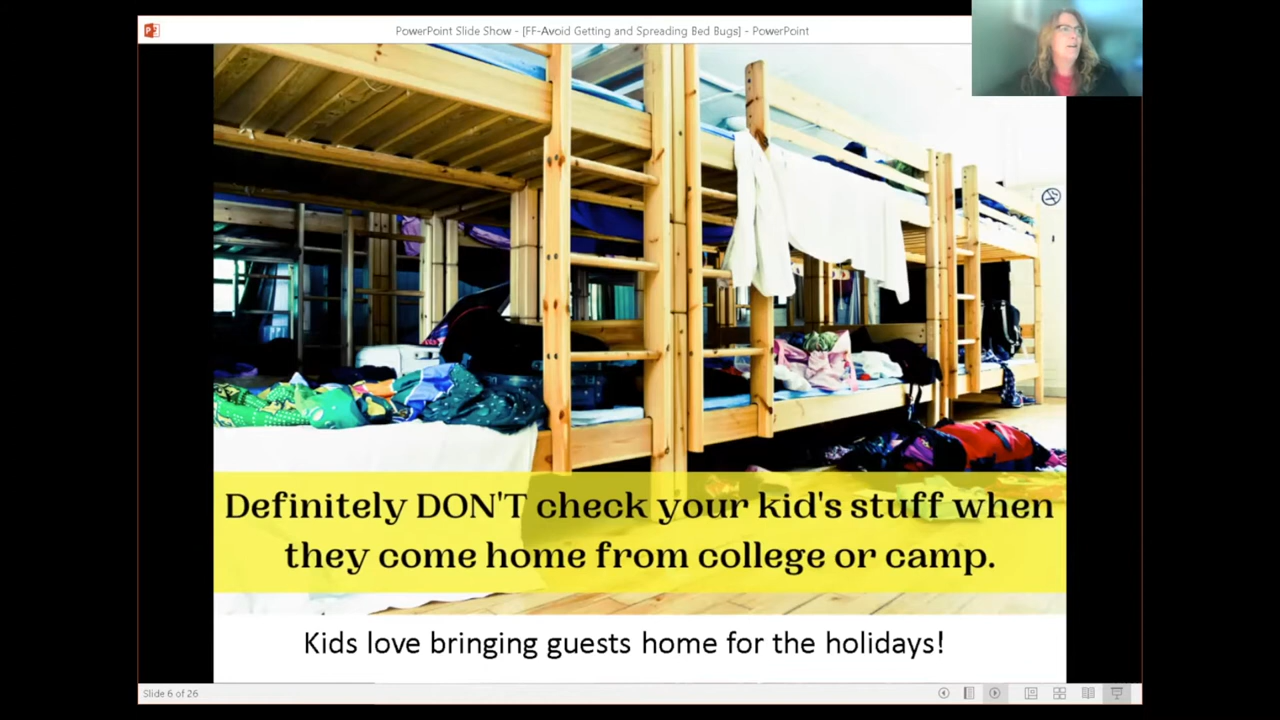 PowerPoint Slide Show - [FF-Avoid Getting and Spreading Bed Bugs] - PowerPoint
Definitely DON'T check your kid's stuff when
they come home from college or camp.
Kids love bringing guests home for the holidays!
Slide 6 of 26